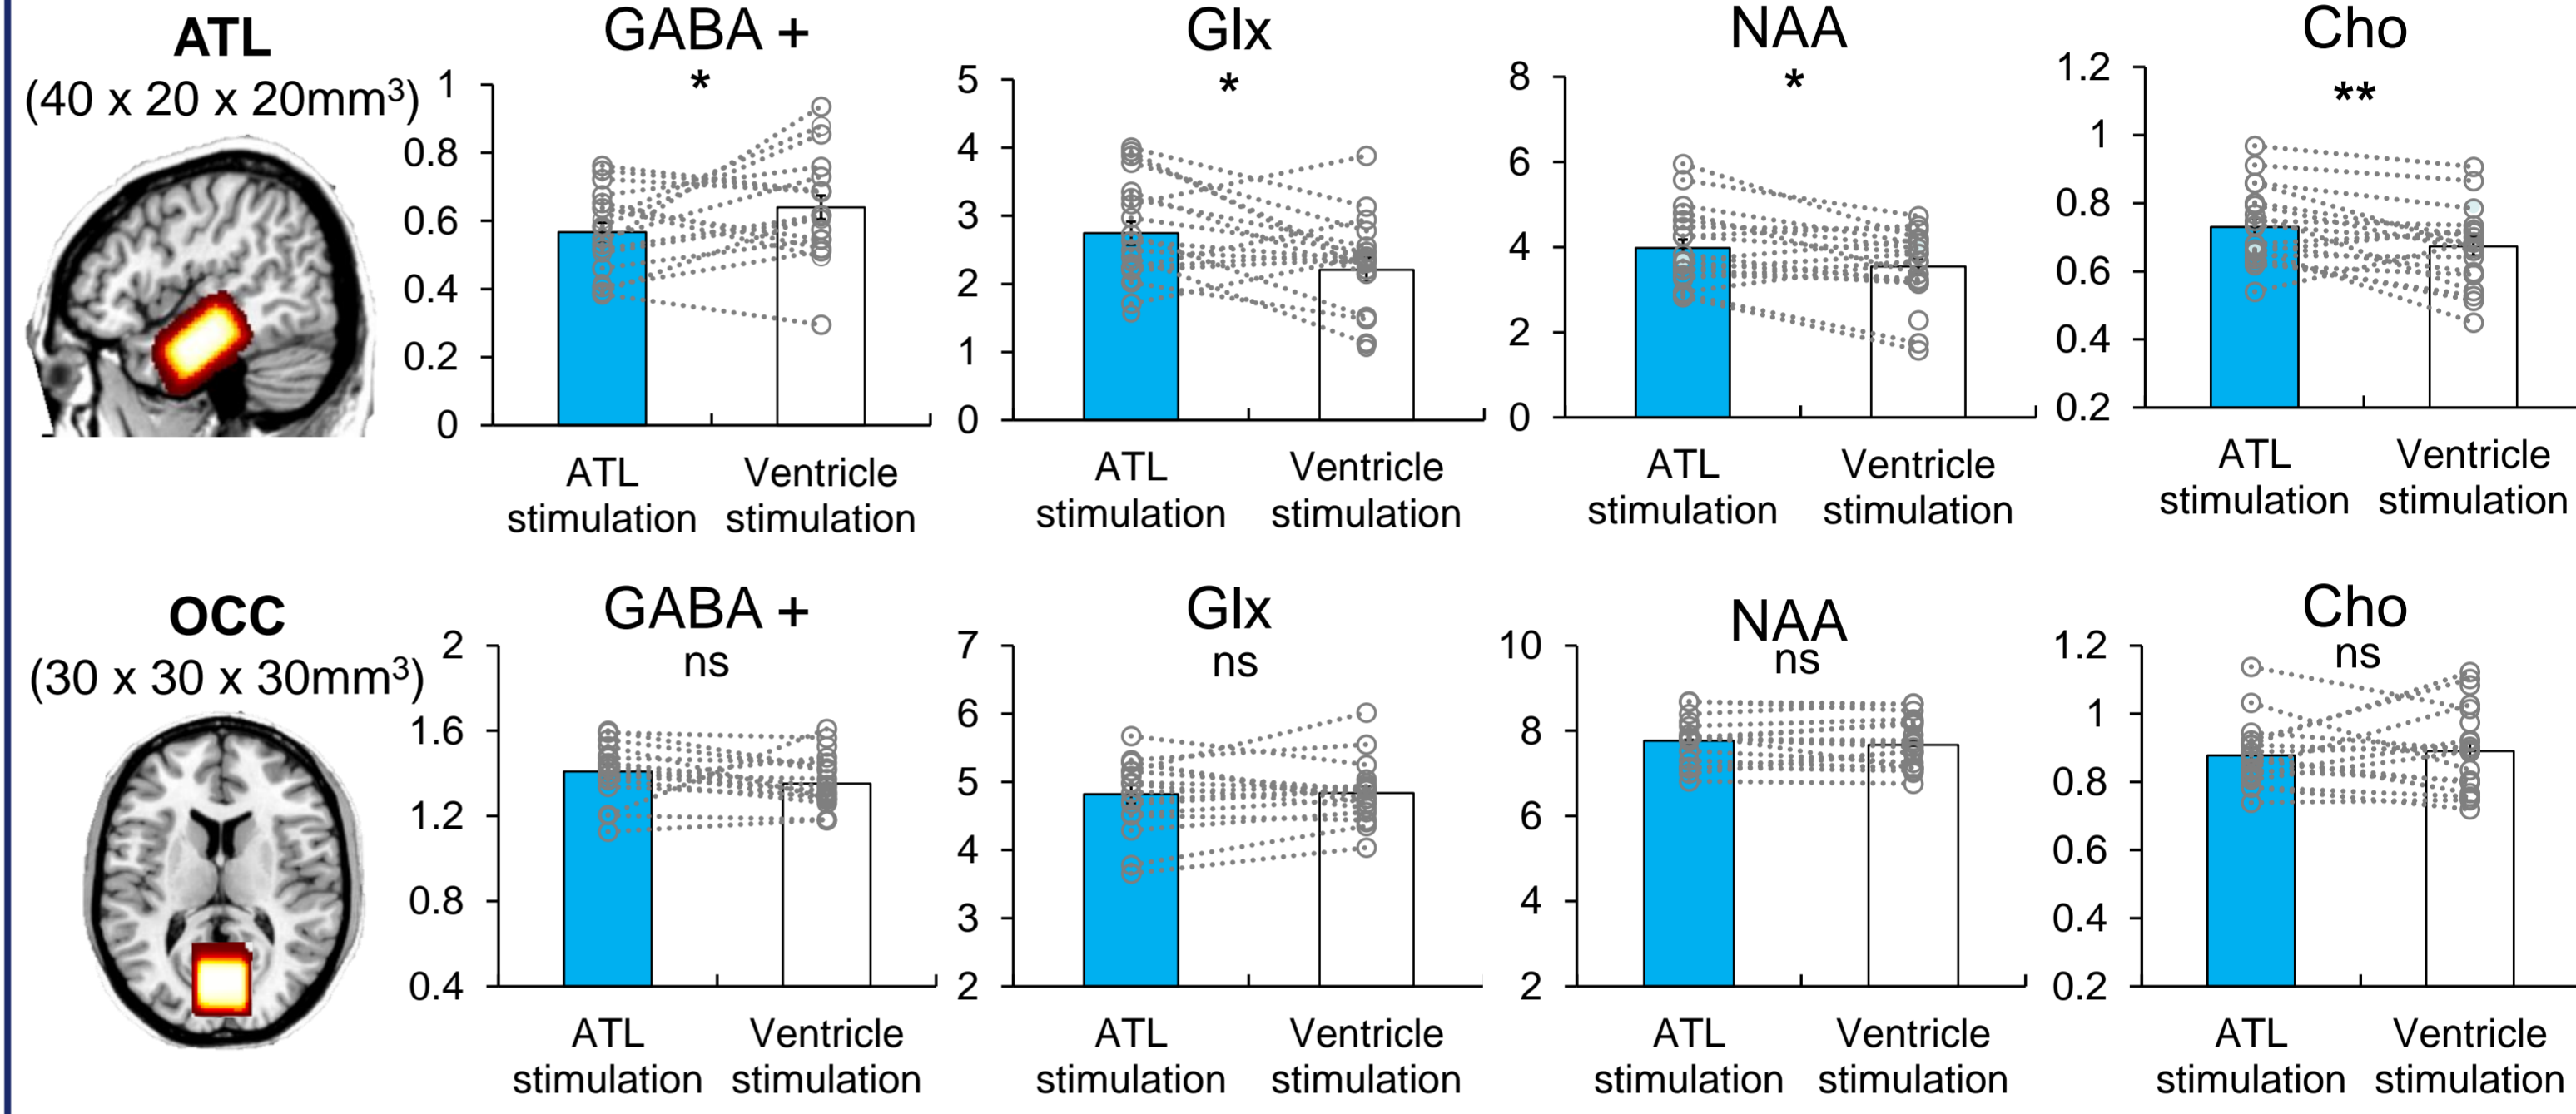 ATL
(40 x 20 x 20mm³)
GABA +
*
1
0.8
0.6
0.4
0.2
0
ATL stimulation
Ventricle stimulation
Glx
*
5
4
3
2
1
0
ATL stimulation
Ventricle stimulation
NAA
*
8
6
4
2
0
ATL stimulation
Ventricle stimulation
Cho
**
1.2
1
0.8
0.6
0.4
0.2
ATL stimulation
Ventricle stimulation
OCC
(30 x 30 x 30mm³)
GABA +
ns
2
1.6
1.2
0.8
0.4
ATL stimulation
Ventricle stimulation
Glx
ns
7
6
5
4
3
2
ATL stimulation
Ventricle stimulation
NAA
ns
10
8
6
4
2
ATL stimulation
Ventricle stimulation
Cho
ns
1.2
1
0.8
0.6
0.4
0.2
ATL stimulation
Ventricle stimulation